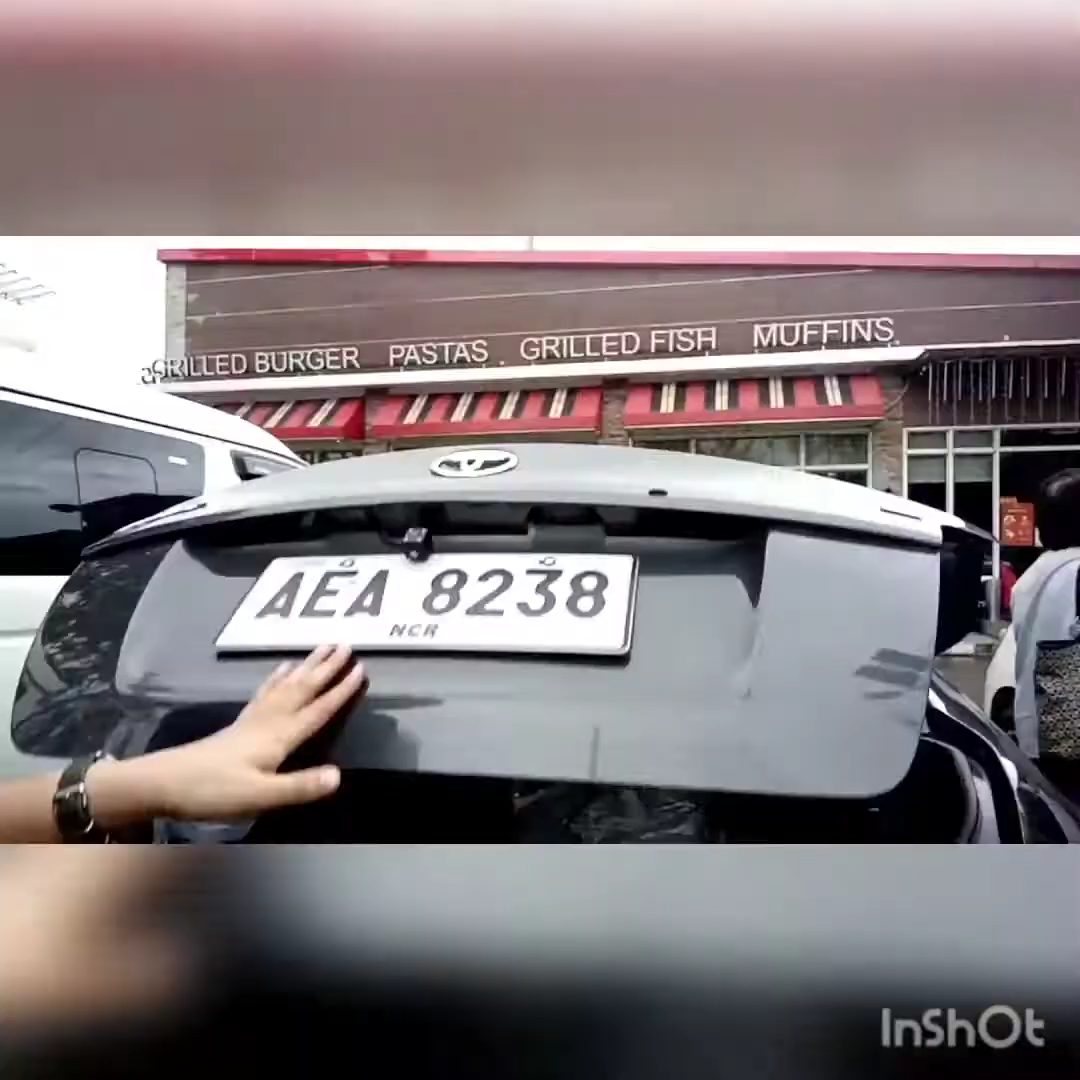 GRILLED BURGER PASTAS GRILLED FISH MUFFINS
AEA 8238
NCR
InShOt